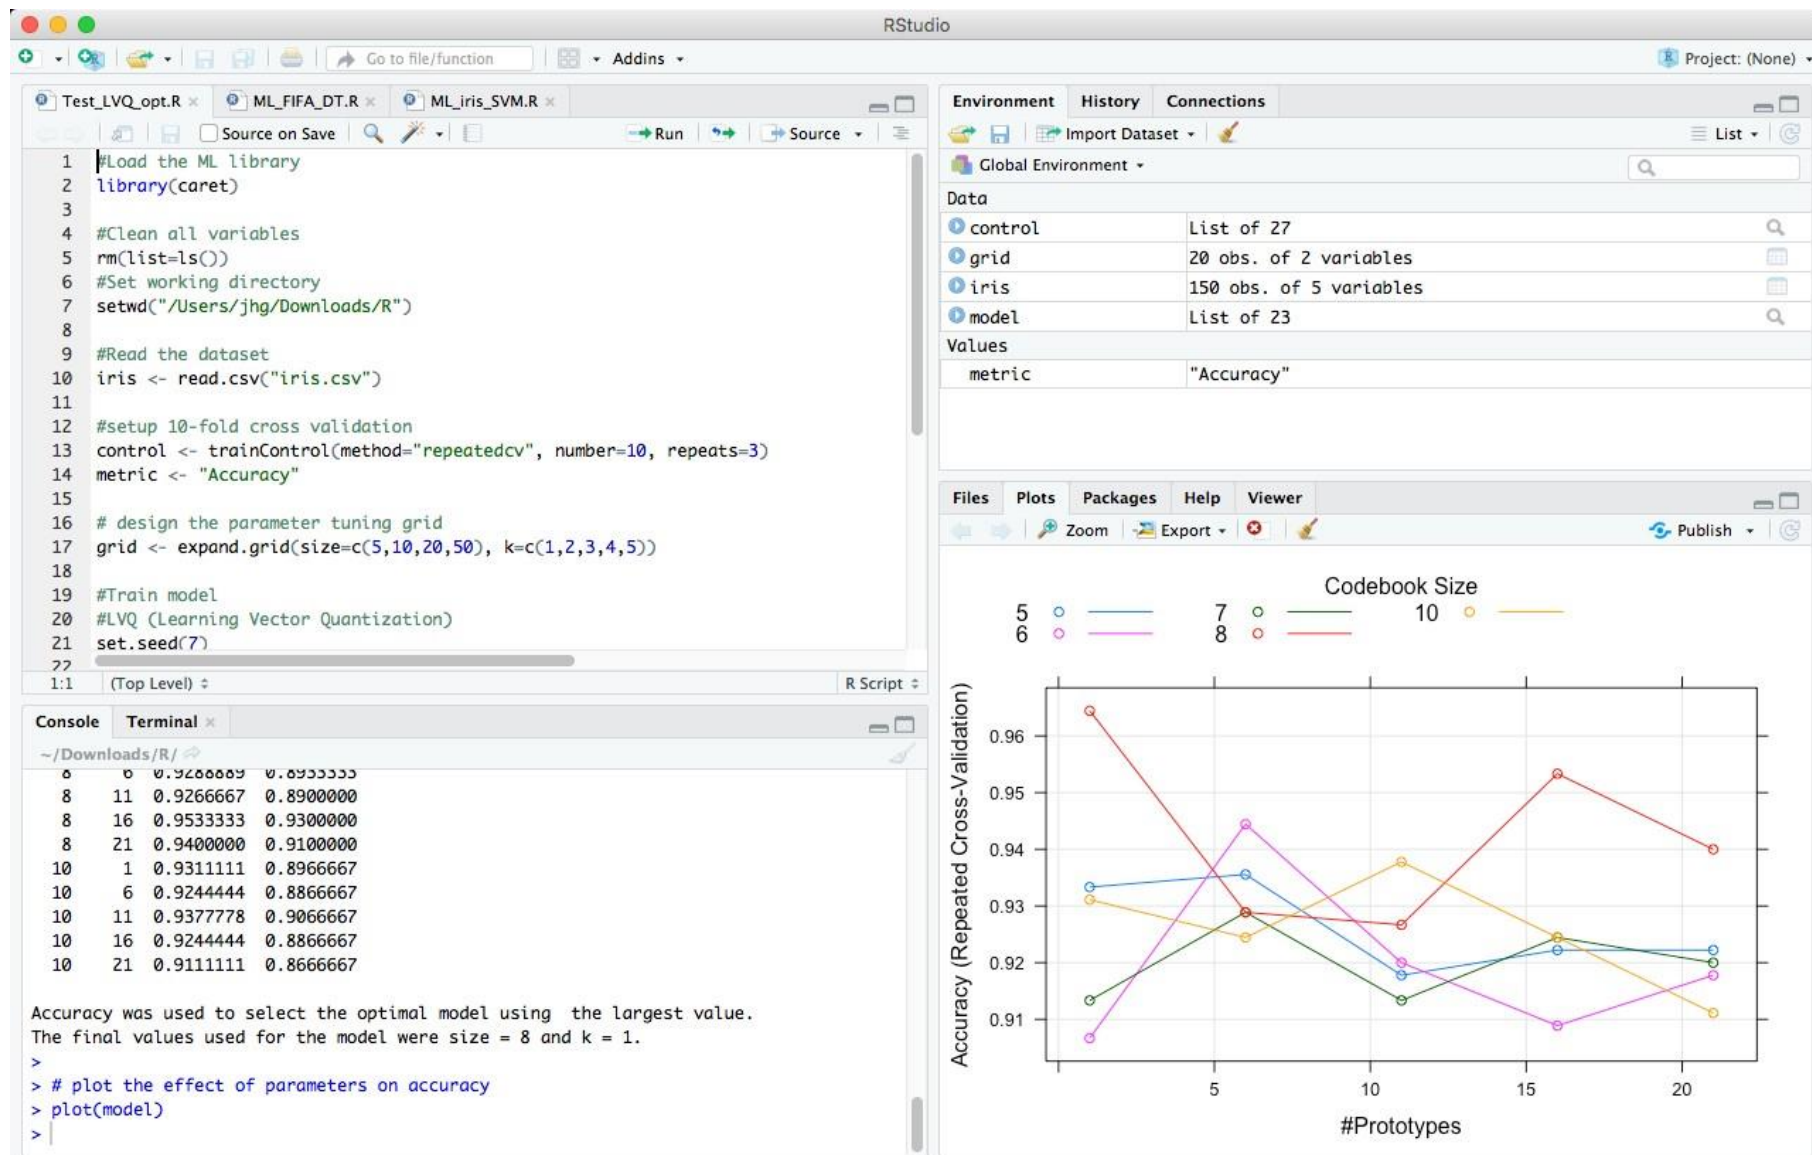 RStudio
Go to file/function
Addins
Project: (None)
Test_LVQ_opt.R
ML_FIFA_DT.R
ML_iris_SVM.R
Source on Save
Run
Source
1 #Load the ML library
2 library(caret)
3
4 #Clean all variables
5 rm(list=ls())
6 #Set working directory
7 setwd("/Users/jhg/Downloads/R")
8
9 #Read the dataset
10 iris <- read.csv("iris.csv")
11
12 #setup 10-fold cross validation
13 control <- trainControl(method="repeatedcv", number=10, repeats=3)
14 metric <- "Accuracy"
15
16 # design the parameter tuning grid
17 grid <- expand.grid(size=c(5,10,20,50), k=c(1,2,3,4,5))
18
19 #Train model
20 #LVQ (Learning Vector Quantization)
21 set.seed(7)
22
1:1 (Top Level) R Script
Console Terminal
~/Downloads/R/
8 6 0.9288889 0.8933333
8 11 0.9266667 0.8900000
8 16 0.9533333 0.9300000
8 21 0.9400000 0.9100000
10 1 0.9311111 0.8966667
10 6 0.9244444 0.8866667
10 11 0.9377778 0.9066667
10 16 0.9244444 0.8866667
10 21 0.9111111 0.8666667
Accuracy was used to select the optimal model using  the largest value.
The final values used for the model were size = 8 and k = 1.
>
> # plot the effect of parameters on accuracy
> plot(model)
>
Environment History Connections
Import Dataset
List
Global Environment
Data
control List of 27
grid 20 obs. of 2 variables
iris 150 obs. of 5 variables
model List of 23
Values
metric "Accuracy"
Files Plots Packages Help Viewer
Zoom Export Publish
Codebook Size
5 7 10
6 8
Accuracy (Repeated Cross-Validation)
0.96
0.95
0.94
0.93
0.92
0.91
5 10 15 20
#Prototypes